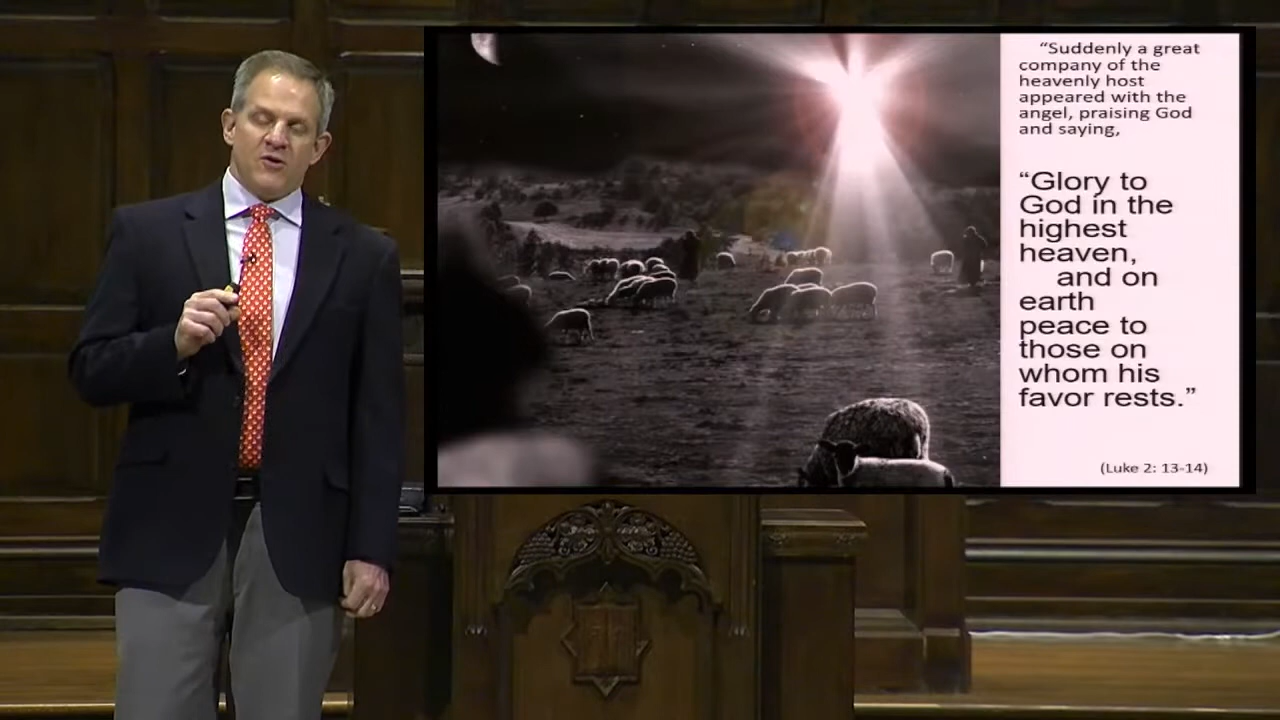 “Suddenly a great
company of the
heavenly host
appeared with the
angel, praising God
and saying,
“Glory to
God in the
highest
heaven,
and on
earth
peace to
those on
whom his
favor rests.”
(Luke 2: 13-14)